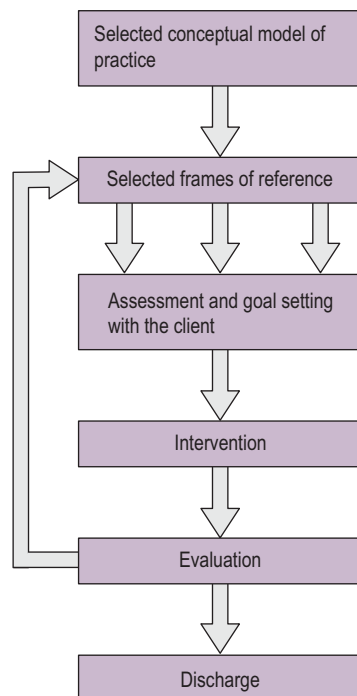 Selected conceptual model of
practice
Selected frames of reference
Assessment and goal setting
with the client
Intervention
Evaluation
Discharge